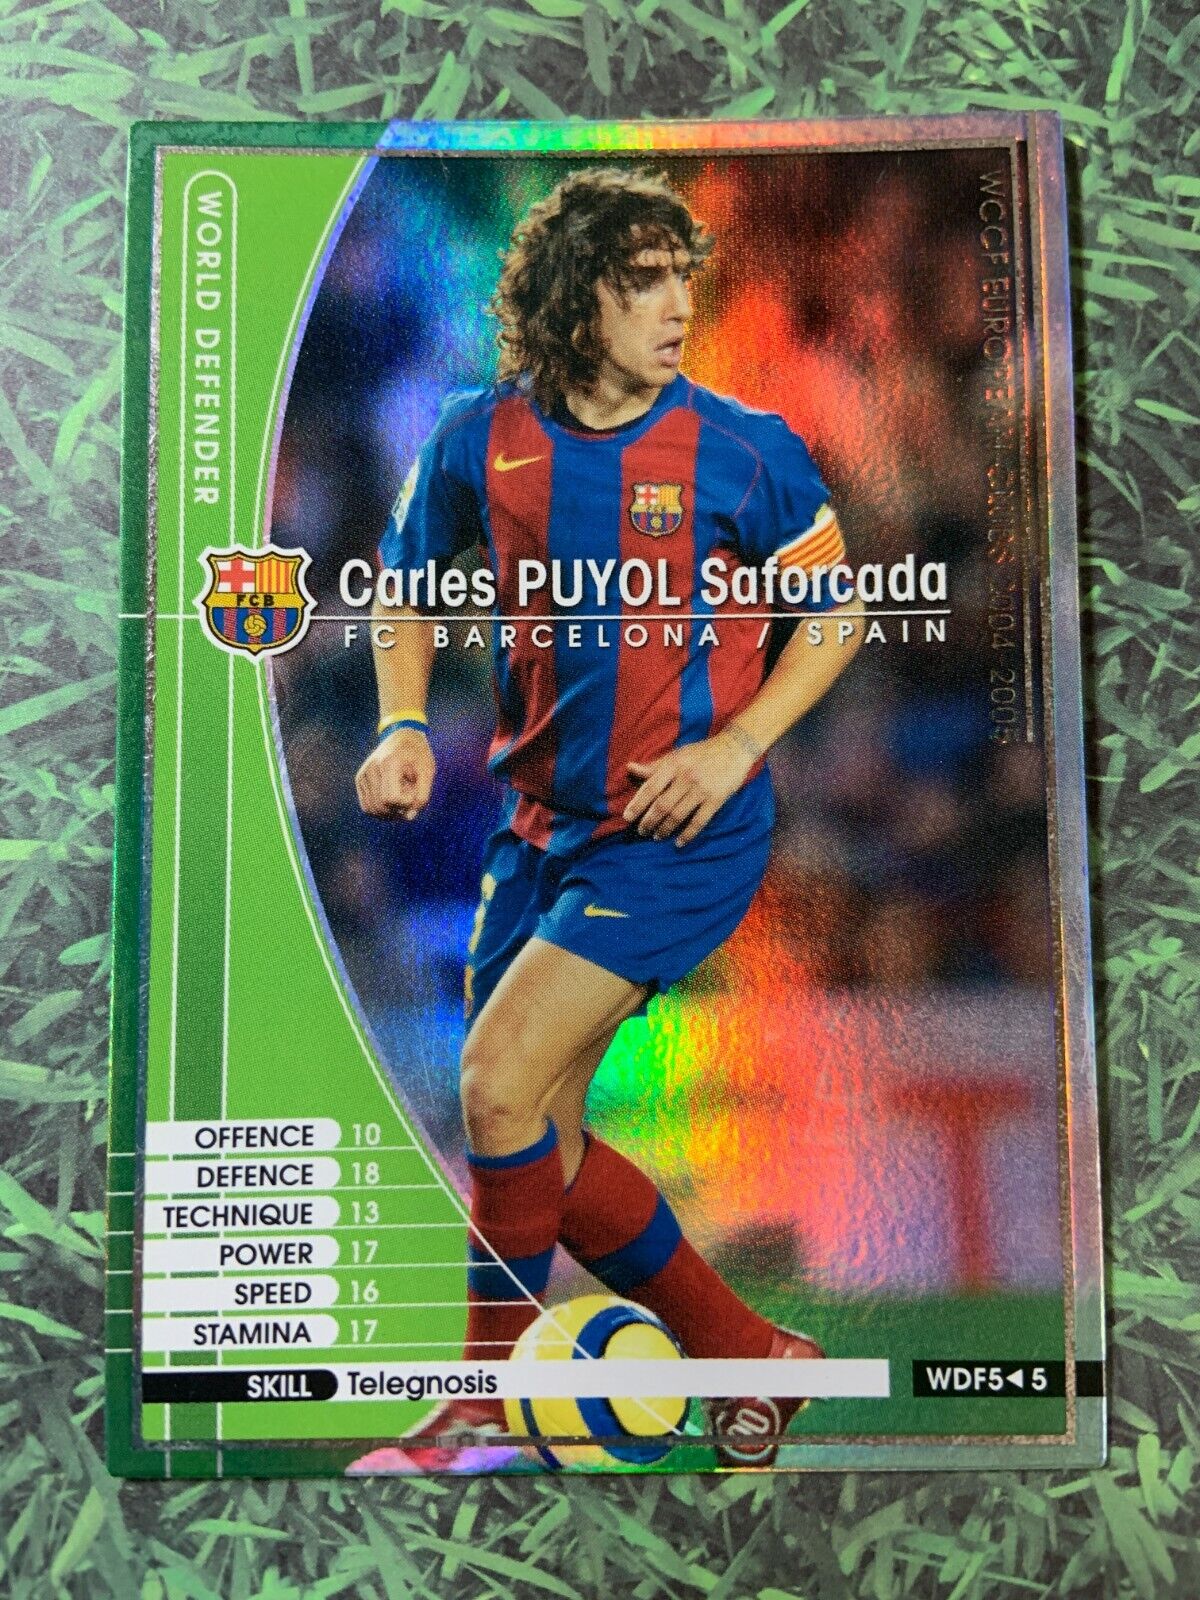 WORLD DEFENDER
WCCF EUROPEAN CLUBS 2004-2005
FCB
Carles PUYOL Saforcada
FC BARCELONA / SPAIN
OFFENCE 10
DEFENCE 18
TECHNIQUE 13
POWER 17
SPEED 16
STAMINA 17
SKILL Telegnosis
WDF5◀5